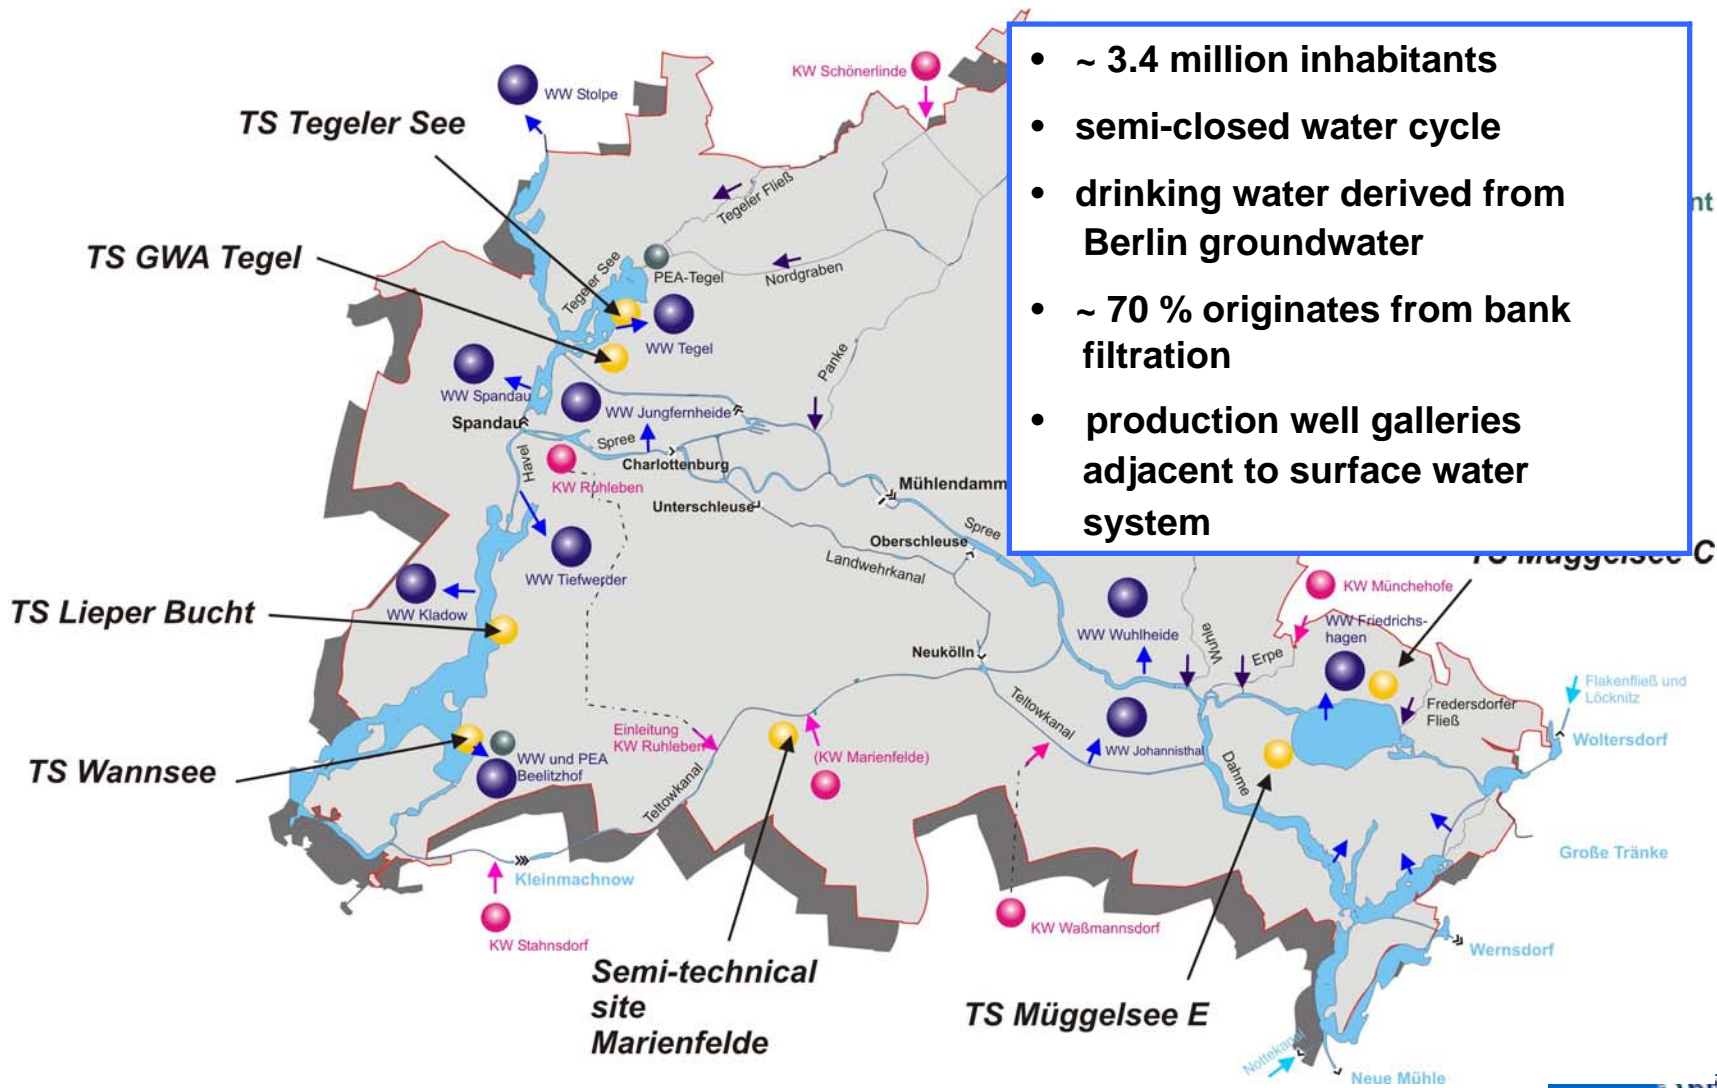 • ~ 3.4 million inhabitants
• semi-closed water cycle
• drinking water derived from
Berlin groundwater
• ~ 70 % originates from bank
filtration
• production well galleries
adjacent to surface water
system
nt
KW Schönerlinde
WW Stolpe
TS Tegeler See
Tegeler Fließ
TS GWA Tegel
Tegeler See
PEA-Tegel
Nordgraben
WW Tegel
Panke
WW Spandau
WW Jungfernheide
Spandau
Spree
Charlottenburg
Havel
KW Ruhleben
Unterschleuse
Mühlendamm
Spree
Oberschleuse
Landwehrkanal
WW Tiefwerder
TS Müggelsee C
KW Münchehofe
WW Kladow
TS Lieper Bucht
WW Wuhlheide
Wuhle
Erpe
WW Friedrichs-
hagen
Neukölln
Flakenfließ und
Löcknitz
Teltowkanal
Fredersdorfer
Fließ
Einleitung
KW Ruhleben
(KW Marienfelde)
WW Johannisthal
Woltersdorf
TS Wannsee
WW und PEA
Beelitzhof
Teltowkanal
Dahme
Große Tränke
Kleinmachnow
KW Stahnsdorf
KW Waßmannsdorf
Wernsdorf
Semi-technical
site
Marienfelde
TS Müggelsee E
Nottekanal
Neue Mühle